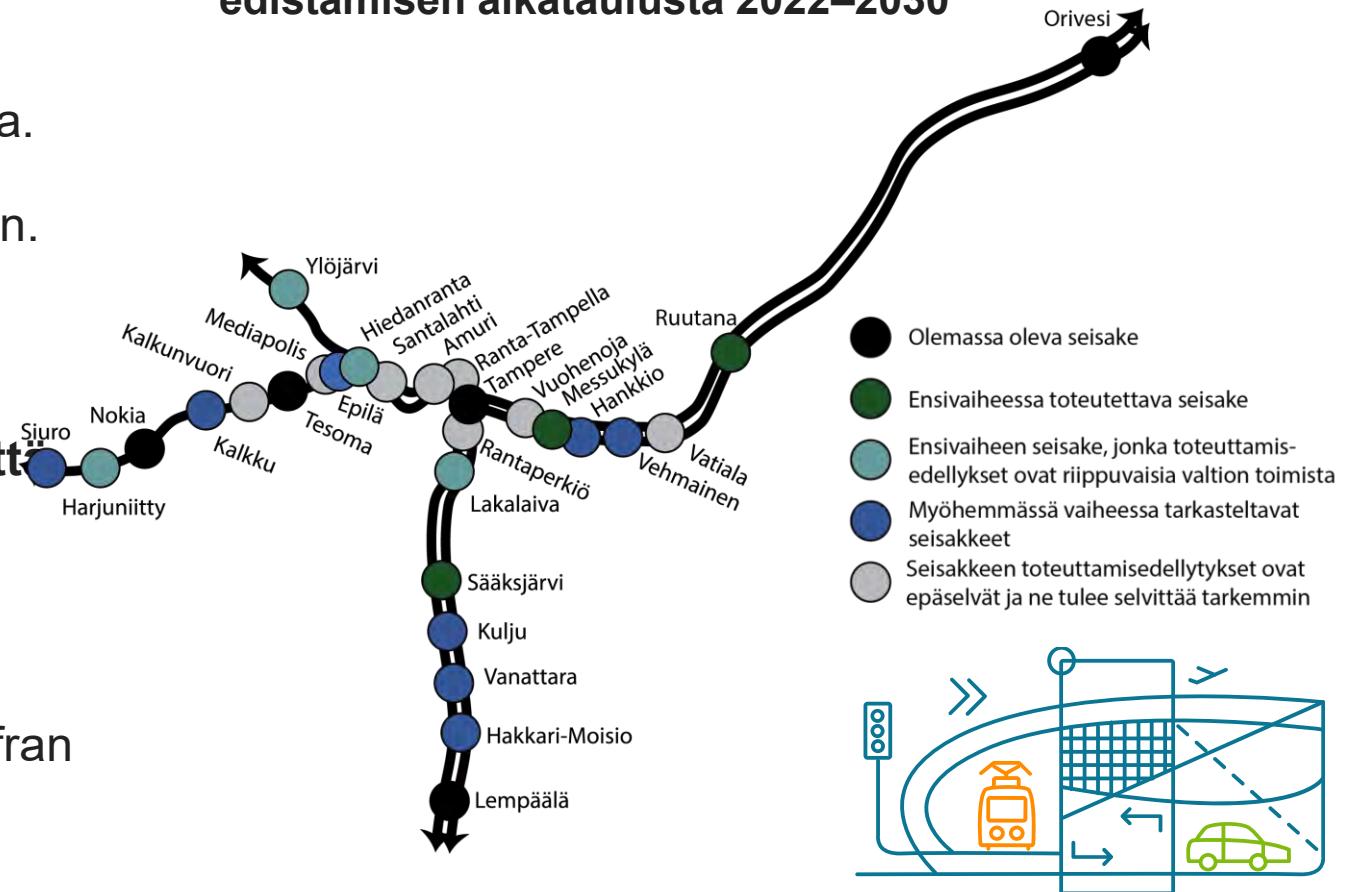 edistämisen aikataulusta 2022–2030
a.
n.
ttä
fran
Orivesi
Ylöjärvi
Hiedanranta
Santalahti
Amuri
Ranta-Tampella
Tampere
Mediapolis
Kalkunvuori
Vuohenoja
Messukylä
Hankkio
Ruutana
Nokia
Siuro
Epilä
Tesoma
Kalkku
Harjuniitty
Rantaperkiö
Vehmainen
Vatiala
Lakalaiva
Sääksjärvi
Kulju
Vanattara
Hakkari-Moisio
Lempäälä
Olemassa oleva seisake
Ensivaiheessa toteutettava seisake
Ensivaiheen seisake, jonka toteuttamis-
edellykset ovat riippuvaisia valtion toimista
Myöhemmässä vaiheessa tarkasteltavat
seisakkeet
Seisakkeen toteuttamisedellytykset ovat
epäselvät ja ne tulee selvittää tarkemmin